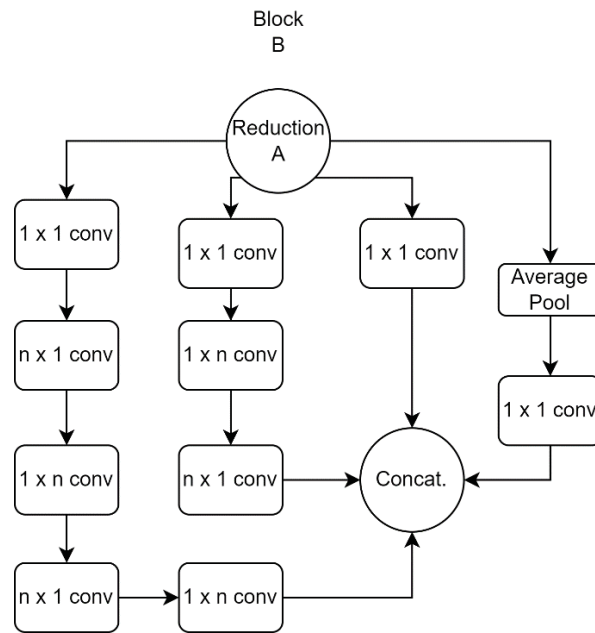 Block
B
Reduction
A
1 x 1 conv
1 x 1 conv
1 x 1 conv
Average
Pool
n x 1 conv
1 x n conv
1 x 1 conv
1 x n conv
n x 1 conv
Concat.
n x 1 conv
1 x n conv